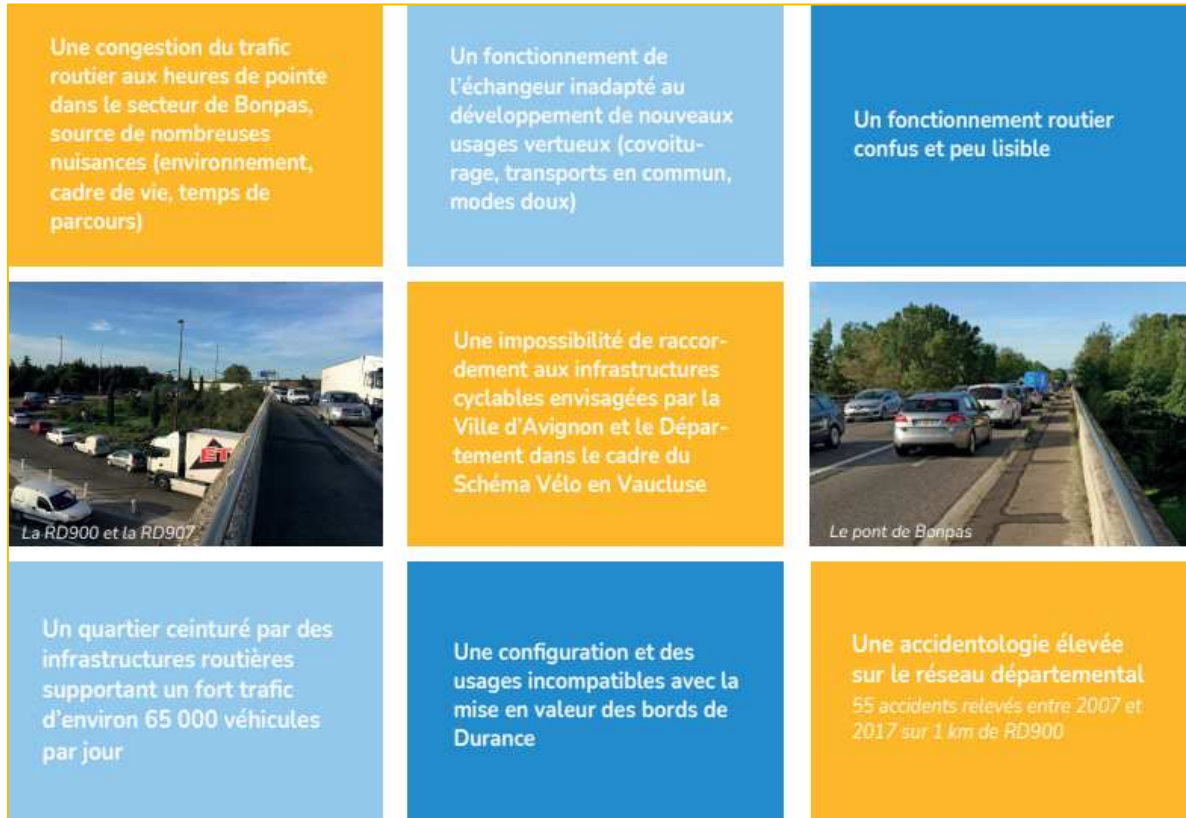 Une congestion du trafic
routier aux heures de pointe
dans le secteur de Bonpas,
source de nombreuses
nuisances (environnement,
cadre de vie, temps de
parcours)
Un fonctionnement de
l'échangeur inadapté au
développement de nouveaux
usages vertueux (covoitu-
rage, transports en commun,
modes doux)
Un fonctionnement routier
confus et peu lisible
La RD900 et la RD907
Une impossibilité de raccor-
dement aux infrastructures
cyclables envisagées par la
Ville d'Avignon et le Dépar-
tement dans le cadre du
Schéma Vélo en Vaucluse
Le pont de Bonpas
Un quartier ceinturé par des
infrastructures routières
supportant un fort trafic
d'environ 65 000 véhicules
par jour
Une configuration et des
usages incompatibles avec la
mise en valeur des bords de
Durance
Une accidentologie élevée
sur le réseau départemental
55 accidents relevés entre 2007 et
2017 sur 1 km de RD900